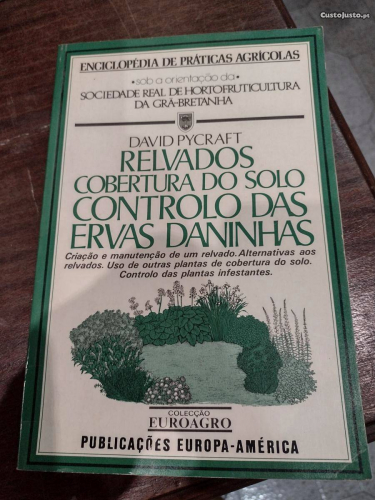 CustoJusto.pt
ENCICLOPÉDIA DE PRÁTICAS AGRÍCOLAS
•sob a orientação da•
SOCIEDADE REAL DE HORTOFRUTICULTURA
DA GRÃ-BRETANHA
DAVID PYCRAFT
RELVADOS
COBERTURA DO SOLO
CONTROLO DAS
ERVAS DANINHAS
Criação e manutenção de um relvado. Alternativas aos
relvados. Uso de outras plantas de cobertura do solo.
Controlo das plantas infestantes.
COLECÇÃO
EUROAGRO
PUBLICAÇÕES EUROPA-AMÉRICA